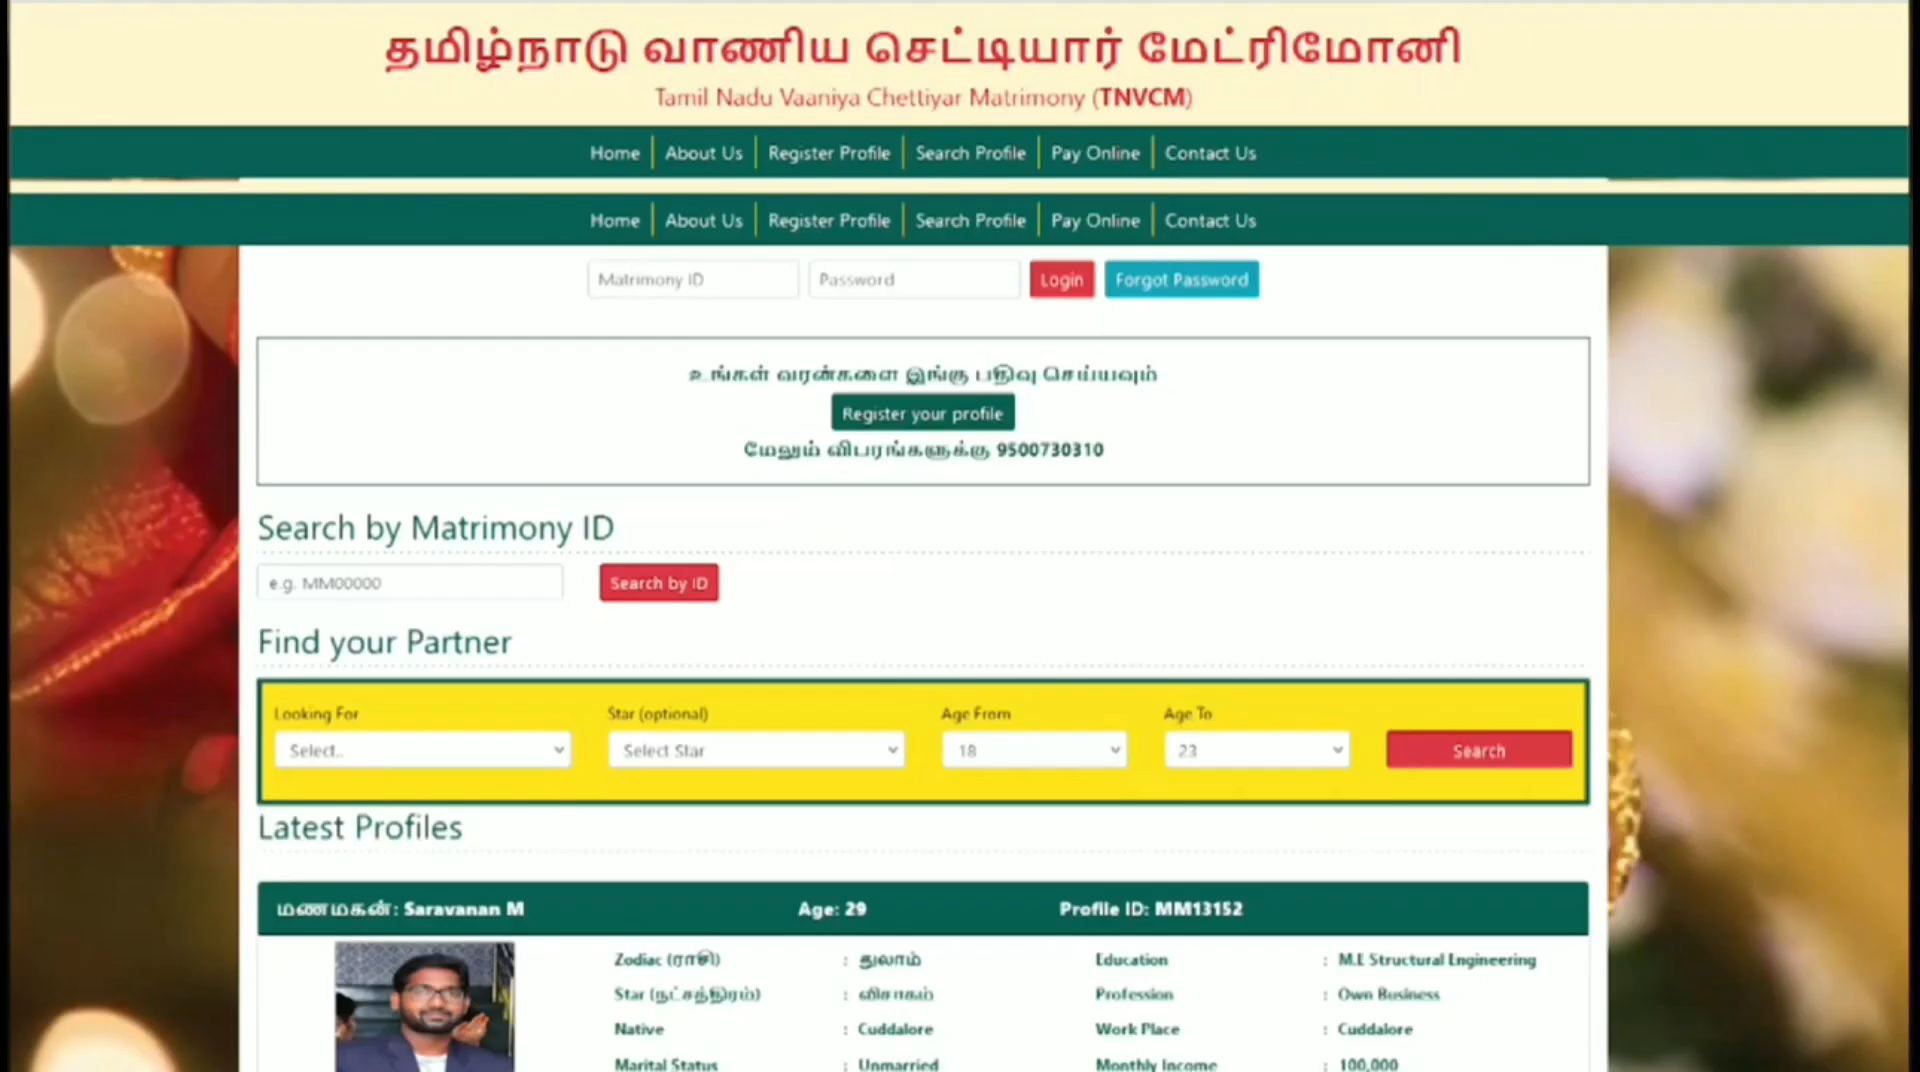 தமிழ்நாடு வாணிய செட்டியார் மேட்ரிமோனி
Tamil Nadu Vaaniya Chettiyar Matrimony (TNVCM)
Home About Us Register Profile Search Profile Pay Online Contact Us
Home About Us Register Profile Search Profile Pay Online Contact Us
Matrimony ID Password Login Forgot Password
உங்கள் வரன்களை இங்கு பதிவு செய்யவும்
Register your profile
மேலும் விபரங்களுக்கு 9500730310
Search by Matrimony ID
e.g. MM00000 Search by ID
Find your Partner
Looking For Star (optional) Age From Age To
Select.. Select Star 18 23 Search
Latest Profiles
மணமகன்: Saravanan M Age: 29 Profile ID: MM13152
Zodiac (ராசி) : துலாம் Education : M.E Structural Engineering
Star (நட்சத்திரம்) : விசாகம் Profession : Own Business
Native : Cuddalore Work Place : Cuddalore
Marital Status : Unmarried Monthly Income : 100,000